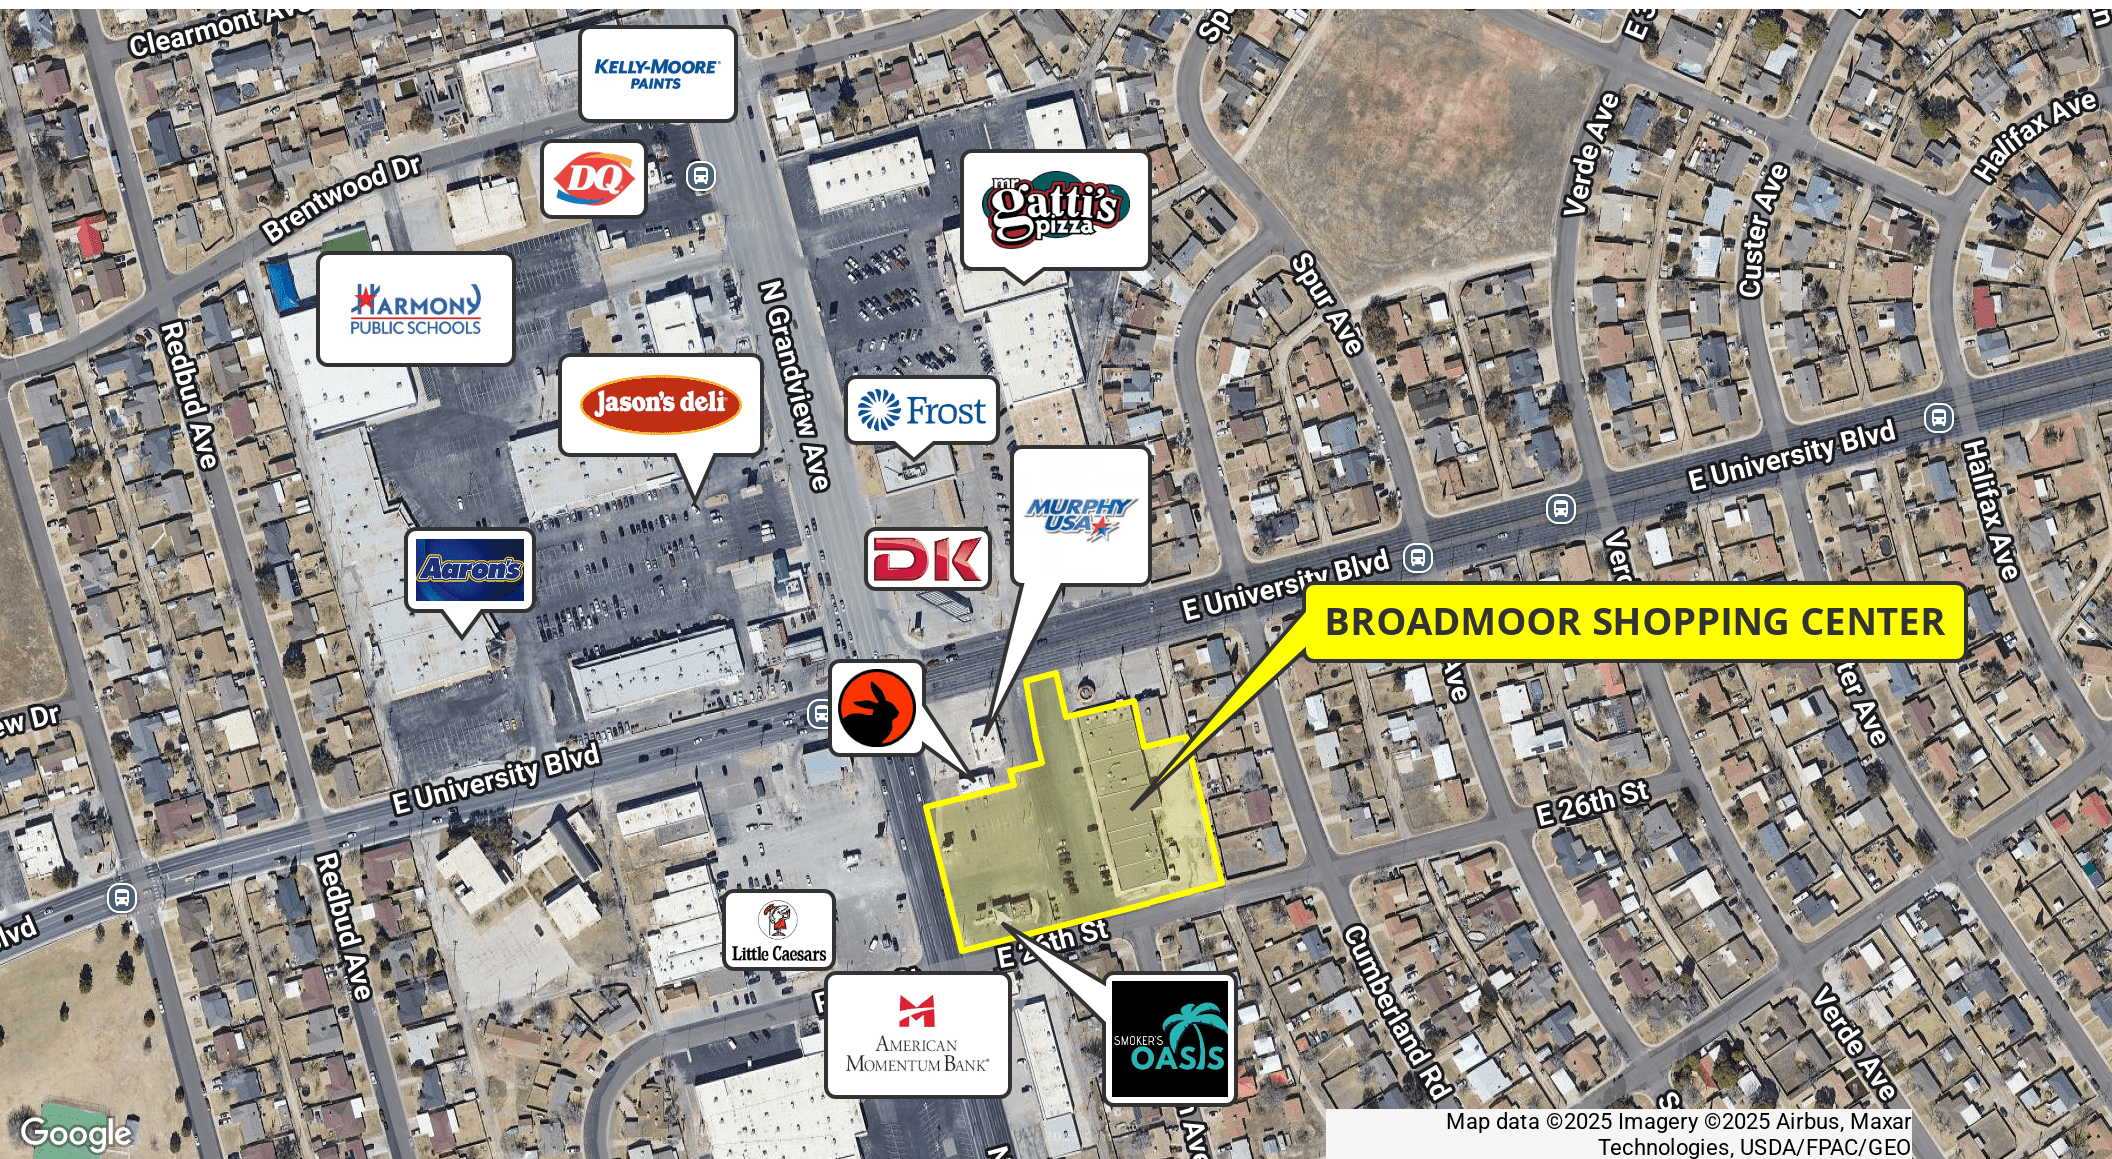 Clearmont Ave
KELLY-MOORE
PAINTS
DQ
Brentwood Dr
mr
gatti's
pizza
HARMONY
PUBLIC SCHOOLS
Halifax Ave
Verde Ave
Custer Ave
Spur Ave
N Grandview Ave
Redbud Ave
Jason's deli
Frost
MURPHY
USA
E University Blvd
Halifax Ave
Aaron's
DK
E University Blvd
BROADMOOR SHOPPING CENTER
E University Blvd
E 26th St
Redbud Ave
Little Caesars
E 26th St
Cumberland Rd
AMERICAN
MOMENTUM BANK
SMOKER'S
OASIS
Verde Ave
Google
Map data ©2025 Imagery ©2025 Airbus, Maxar
Technologies, USDA/FPAC/GEO